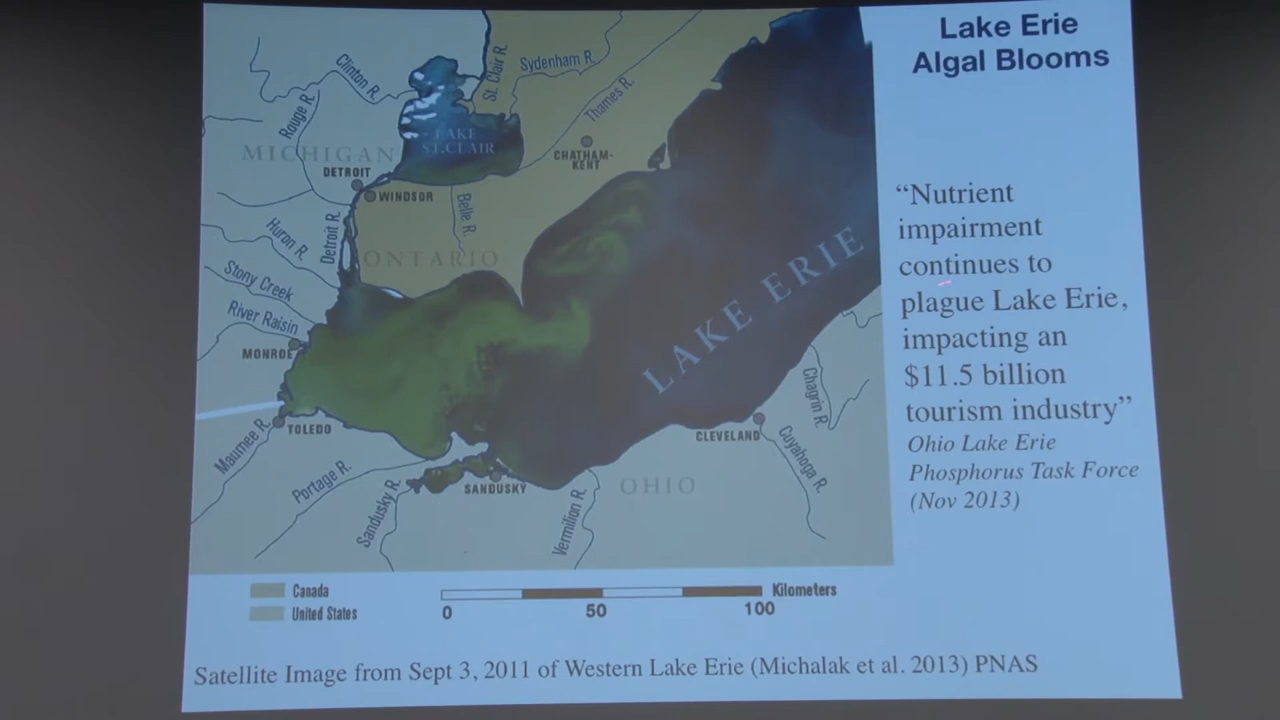 Lake Erie
Algal Blooms
Clinton R.
St. Clair R.
Sydenham R.
Rouge R.
Thames R.
LAKE
ST. CLAIR
MICHIGAN
CHATHAM-
KENT
DETROIT
WINDSOR
Belle R.
Detroit R.
Huron R.
ONTARIO
Stony Creek
River Raisin
MONROE
LAKE ERIE
TOLEDO
Maumee R.
Portage R.
Sandusky R.
SANDUSKY
Vermilion R.
OHIO
CLEVELAND
Cuyahoga R.
Chagrin R.
“Nutrient
impairment
continues to
plague Lake Erie,
impacting an
$11.5 billion
tourism industry”
Ohio Lake Erie
Phosphorus Task Force
(Nov 2013)
Canada
United States
Kilometers
0 50 100
Satellite Image from Sept 3, 2011 of Western Lake Erie (Michalak et al. 2013) PNAS